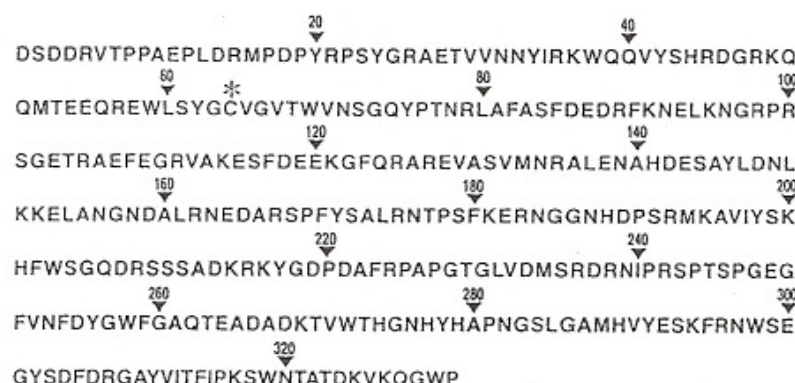 20 40
DSDDRVTPPAEPLDRMPDPYRPSYGRAETVVNNYIRKWQQVYSHRDGRKQ
60 * 80 100
QMTEEQREWLSYGCVGVTWVNSGQYPTNRLAFASFDEDRFKNELKNGRPR
120 140
SGETRAEFEGRVAKESFDEEKGFQRAREVASVMNRALENAHDESAYLDNL
160 180 200
KKELANGNDALRNEDARSPFYSALRNTPSFKERNGGNHDPSRMKAVIYSK
220 240
HFWSGQDRSSSADKRKYGDPDAFRPAPGTGLVDMSRDRNIPRSPTSPGEG
260 280 300
FVNFDYGWFGAQTEADADKTVWTHGNHYHAPNGSLGAMHVYESKFRNWSE
320
GYSDFDRGAYVITFIPKSWNTATDKVKQGWP